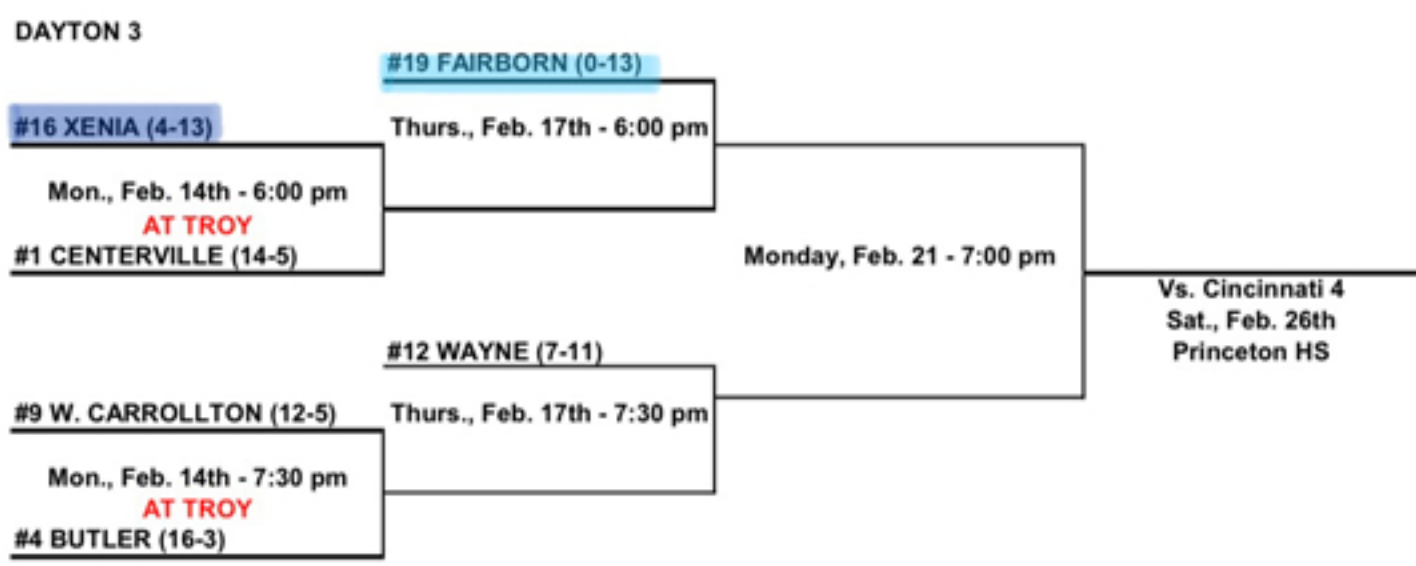 DAYTON 3
#19 FAIRBORN (0-13)
#16 XENIA (4-13)
Thurs., Feb. 17th - 6:00 pm
Mon., Feb. 14th - 6:00 pm
AT TROY
#1 CENTERVILLE (14-5)
Monday, Feb. 21 - 7:00 pm
Vs. Cincinnati 4
Sat., Feb. 26th
Princeton HS
#12 WAYNE (7-11)
#9 W. CARROLLTON (12-5)
Thurs., Feb. 17th - 7:30 pm
Mon., Feb. 14th - 7:30 pm
AT TROY
#4 BUTLER (16-3)